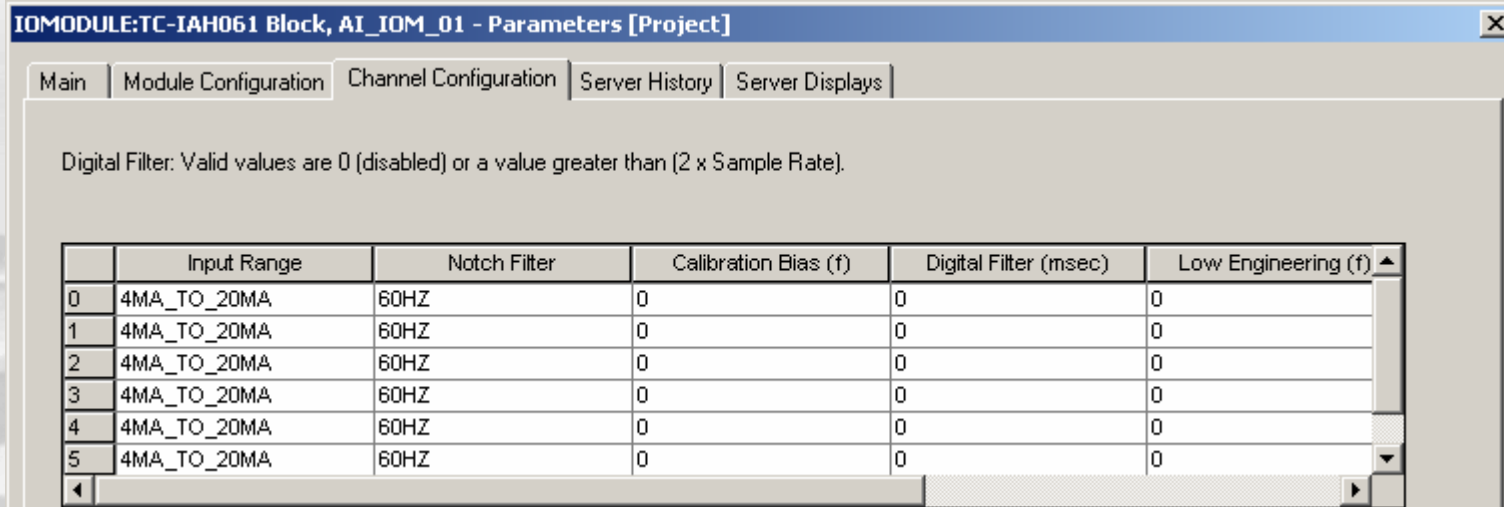 IOMODULE:TC-IAH061 Block, AI_IOM_01 - Parameters [Project]
Main Module Configuration Channel Configuration Server History Server Displays
Digital Filter: Valid values are 0 (disabled) or a value greater than (2 x Sample Rate).
Input Range Notch Filter Calibration Bias (f) Digital Filter (msec) Low Engineering (f)
0 4MA_TO_20MA 60HZ 0 0 0
1 4MA_TO_20MA 60HZ 0 0 0
2 4MA_TO_20MA 60HZ 0 0 0
3 4MA_TO_20MA 60HZ 0 0 0
4 4MA_TO_20MA 60HZ 0 0 0
5 4MA_TO_20MA 60HZ 0 0 0